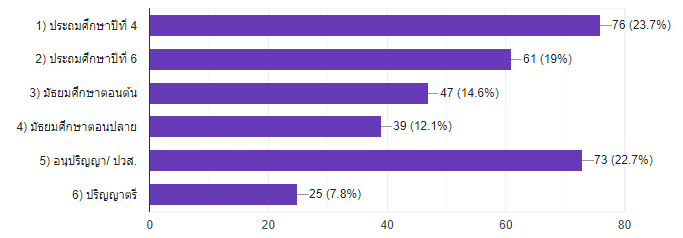 1) ประถมศึกษาปีที่ 4 76 (23.7%)
2) ประถมศึกษาปีที่ 6 61 (19%)
3) มัธยมศึกษาตอนต้น 47 (14.6%)
4) มัธยมศึกษาตอนปลาย 39 (12.1%)
5) อนุปริญญา/ ปวส. 73 (22.7%)
6) ปริญญาตรี 25 (7.8%)
0 20 40 60 80